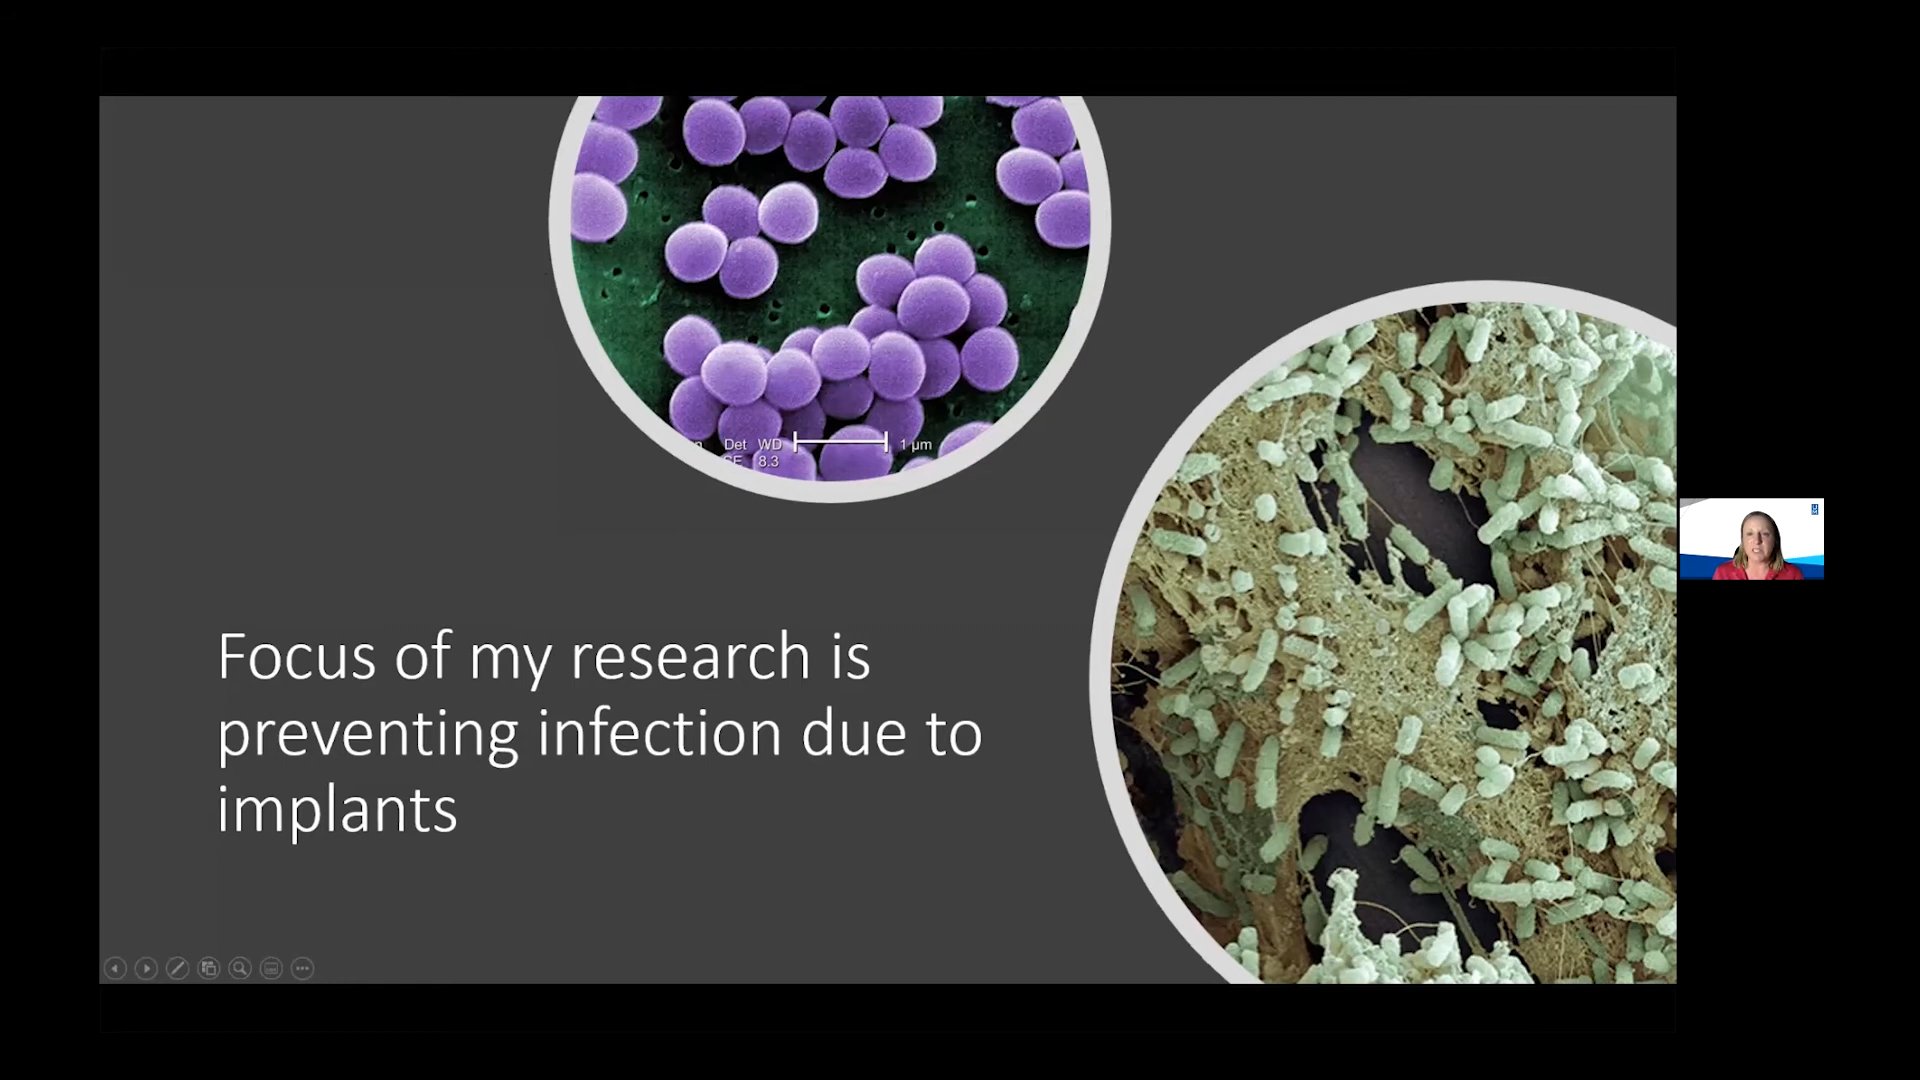 Det WD
1 µm
SE 8.3
Focus of my research is
preventing infection due to
implants